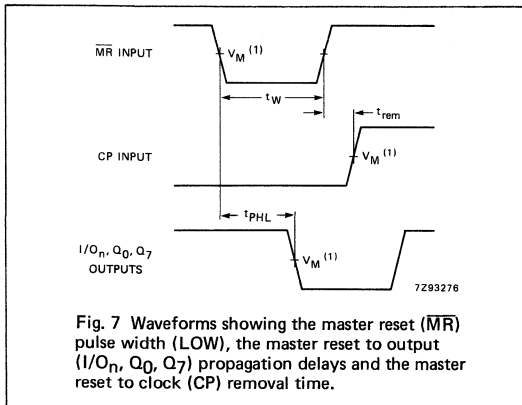 M̅R̅ INPUT
V_M (1)
t_W
t_rem
CP INPUT
V_M (1)
t_PHL
I/O_n, Q_0, Q_7
OUTPUTS
V_M (1)
7Z93276
Fig. 7 Waveforms showing the master reset (M̅R̅)
pulse width (LOW), the master reset to output
(I/O_n, Q_0, Q_7) propagation delays and the master
reset to clock (CP) removal time.